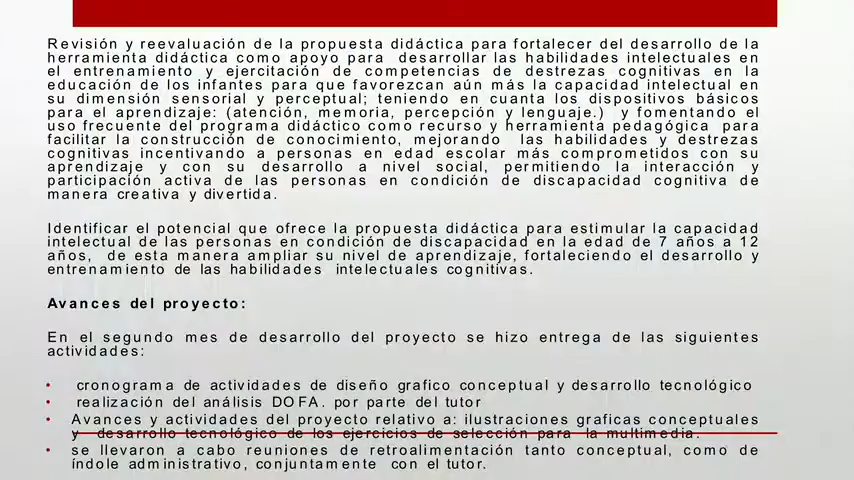 Revisión y reevaluación de la propuesta didáctica para fortalecer del desarrollo de la
herramienta didáctica como apoyo para desarrollar las habilidades intelectuales en
el entrenamiento y ejercitación de competencias de destrezas cognitivas en la
educación de los infantes para que favorezcan aún más la capacidad intelectual en
su dimensión sensorial y perceptual; teniendo en cuanta los dispositivos básicos
para el aprendizaje: (atención, memoria, percepción y lenguaje.) y fomentando el
uso frecuente del programa didáctico como recurso y herramienta pedagógica para
facilitar la construcción de conocimiento, mejorando las habilidades y destrezas
cognitivas incentivando a personas en edad escolar más comprometidos con su
aprendizaje y con su desarrollo a nivel social, permitiendo la interacción y
participación activa de las personas en condición de discapacidad cognitiva de
manera creativa y divertida.
Identificar el potencial que ofrece la propuesta didáctica para estimular la capacidad
intelectual de las personas en condición de discapacidad en la edad de 7 años a 12
años, de esta manera ampliar su nivel de aprendizaje, fortaleciendo el desarrollo y
entrenamiento de las habilidades intelectuales cognitivas.
Avances del proyecto:
En el segundo mes de desarrollo del proyecto se hizo entrega de las siguientes
actividades:
• cronograma de actividades de diseño grafico conceptual y desarrollo tecnológico
• realización del análisis DOFA. por parte del tutor
• Avances y actividades del proyecto relativo a: ilustraciones graficas conceptuales
y desarrollo tecnológico de los ejercicios de selección para la multimedia.
• se llevaron a cabo reuniones de retroalimentación tanto conceptual, como de
índole administrativo, conjuntamente con el tutor.